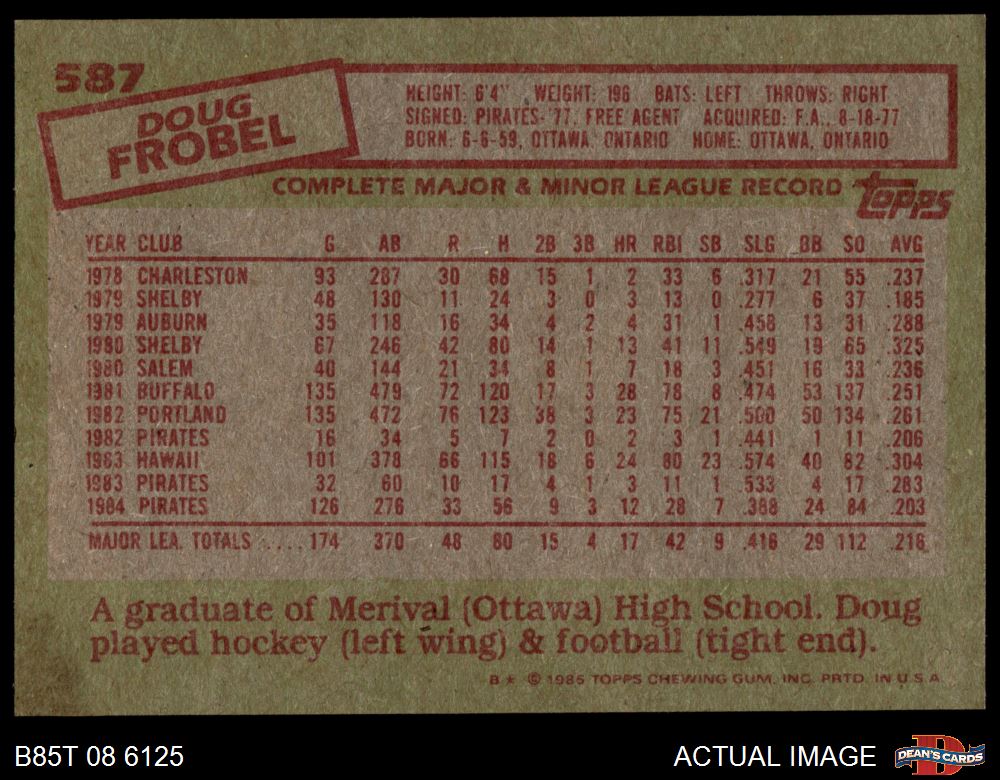 587
DOUG
FROBEL
HEIGHT: 6'4" WEIGHT: 196 BATS: LEFT THROWS: RIGHT
SIGNED: PIRATES-'77, FREE AGENT ACQUIRED: F.A., 8-18-77
BORN: 6-6-59, OTTAWA, ONTARIO HOME: OTTAWA, ONTARIO
COMPLETE MAJOR & MINOR LEAGUE RECORD topps
YEAR CLUB G AB R H 2B 3B HR RBI SB SLG BB SO AVG
1978 CHARLESTON 93 287 30 68 15 1 2 33 6 .317 21 55 .237
1979 SHELBY 48 130 11 24 3 0 3 13 0 .277 6 37 .185
1979 AUBURN 35 118 16 34 4 2 4 31 1 .458 13 31 .288
1980 SHELBY 67 246 42 80 14 1 13 41 11 .549 19 65 .325
1980 SALEM 40 144 21 34 8 1 7 18 3 .451 16 33 .236
1981 BUFFALO 135 479 72 120 17 3 28 78 8 .474 53 137 .251
1982 PORTLAND 135 472 76 123 38 3 23 75 21 .500 50 134 .261
1982 PIRATES 16 34 5 7 2 0 2 3 1 .441 1 11 .206
1983 HAWAII 101 378 66 115 18 6 24 80 23 .574 40 82 .304
1983 PIRATES 32 60 10 17 4 1 3 11 1 .533 4 17 .283
1984 PIRATES 126 276 33 56 9 3 12 28 7 .388 24 84 .203
MAJOR LEA. TOTALS ..... 174 370 48 80 15 4 17 42 9 .416 29 112 .216
A graduate of Merival (Ottawa) High School. Doug
played hockey (left wing) & football (tight end).
B* © 1985 TOPPS CHEWING GUM, INC. PRTD. IN U.S.A.
B85T 08 6125
ACTUAL IMAGE
DEAN'S CARDS